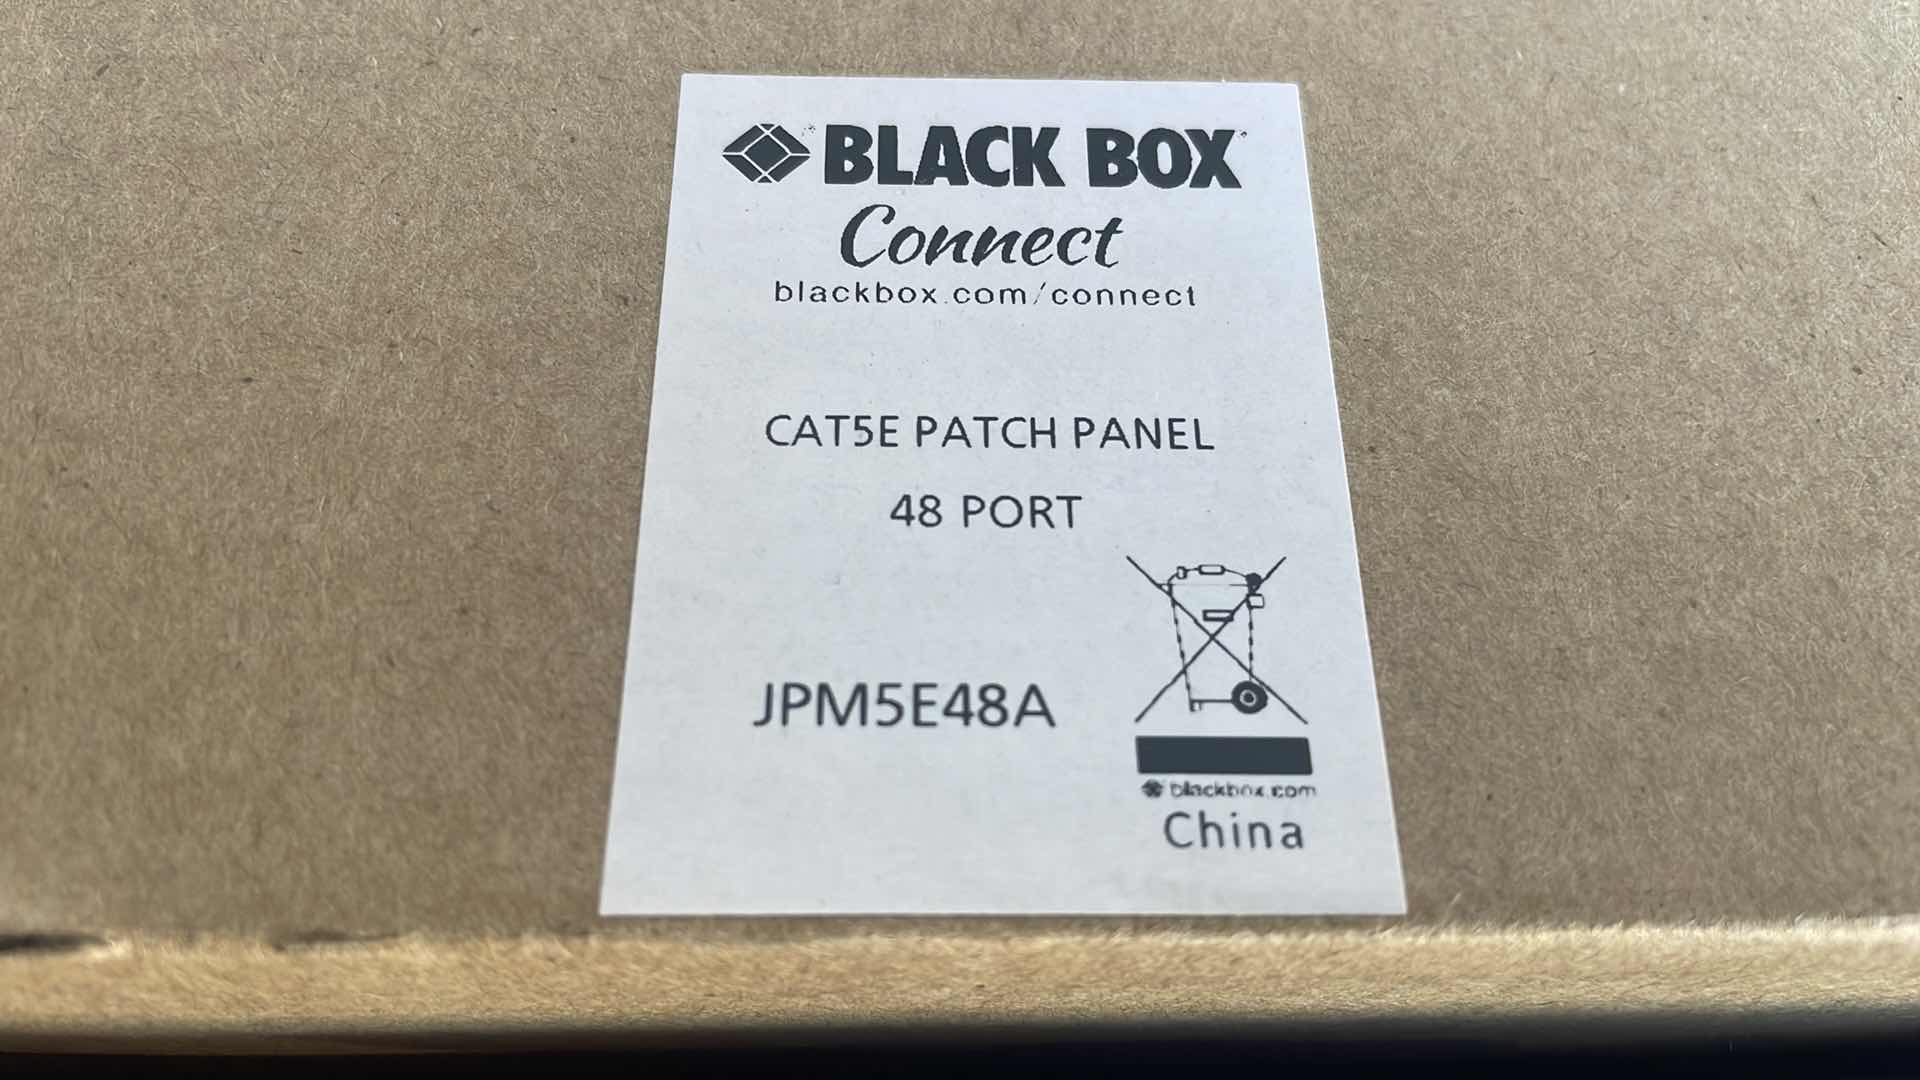 BLACK BOX
Connect
blackbox.com/connect
CAT5E PATCH PANEL
48 PORT
JPM5E48A
blackbox.com
China